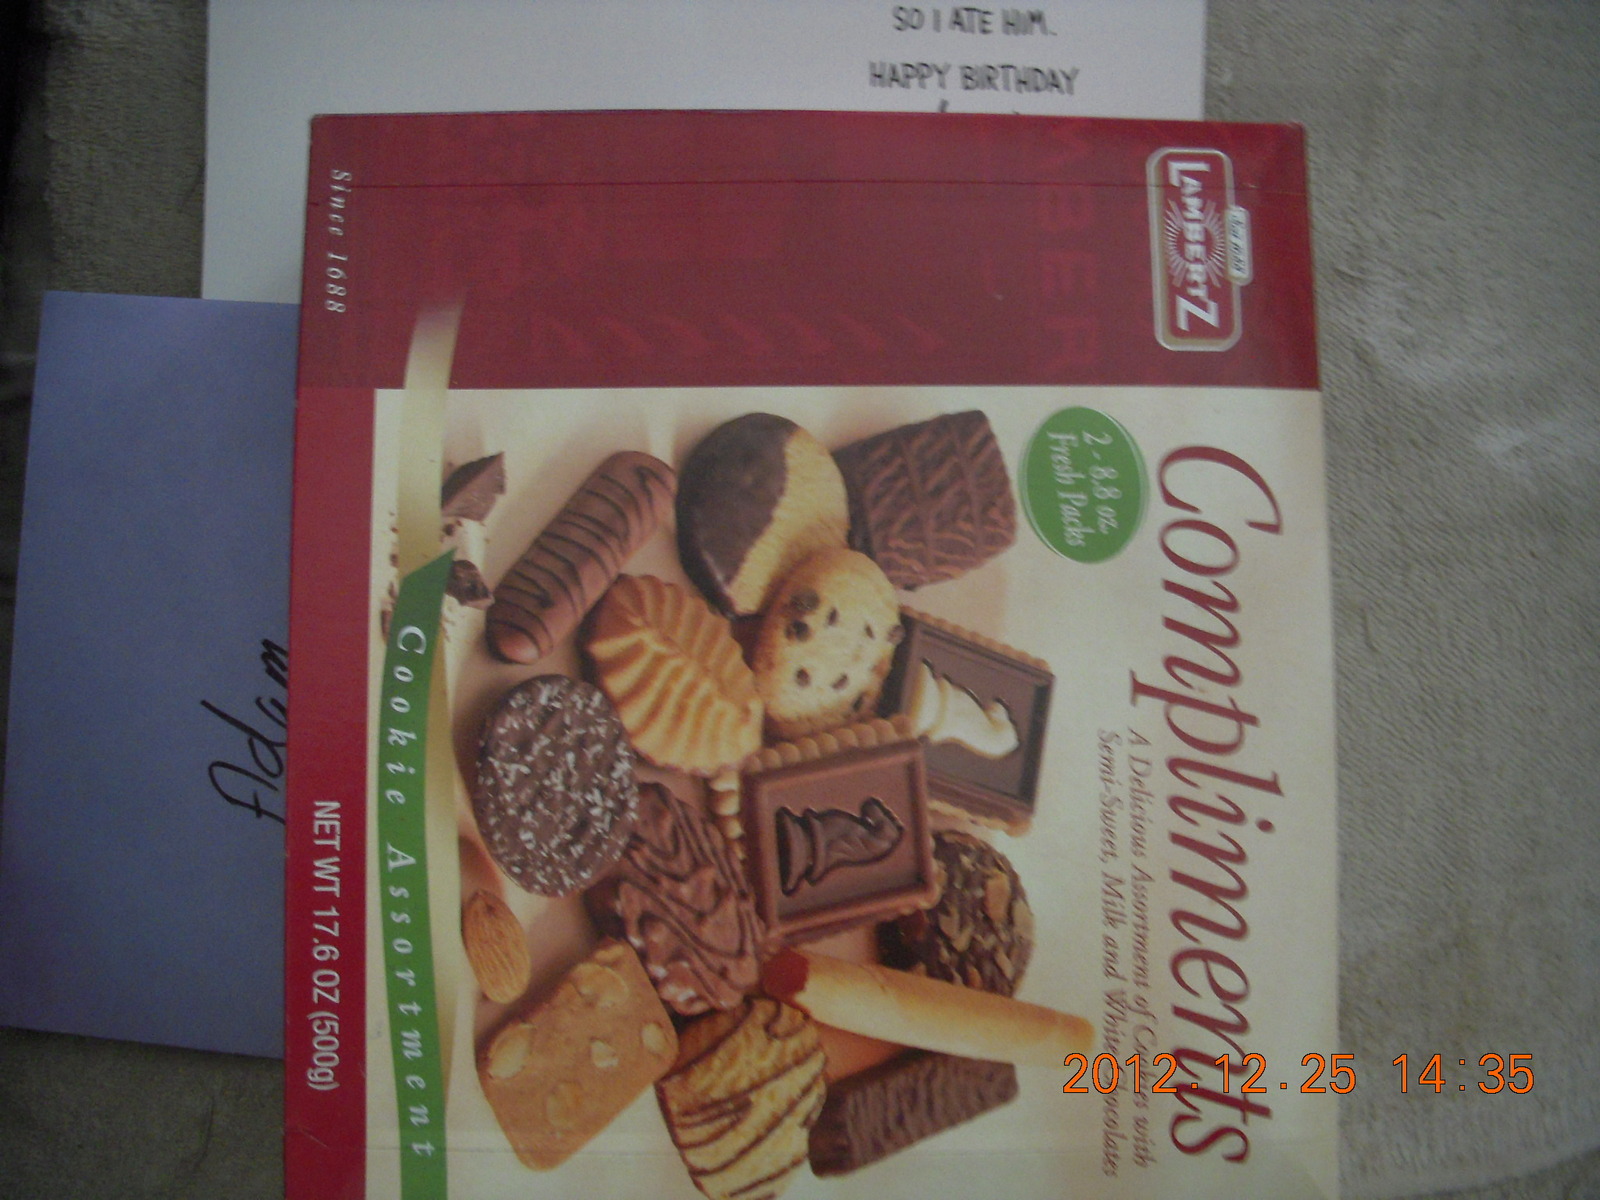 SO I ATE HIM.
HAPPY BIRTHDAY
LAMBERTZ
Since 1688
2 - 8.8 oz.
Fresh Packs
Compliments
A Delicious Assortment of Cookies with
Semi-Sweet, Milk and White Chocolates
Cookie Assortment
NET WT 17.6 OZ (500g)
Adam
2012.12.25 14:35